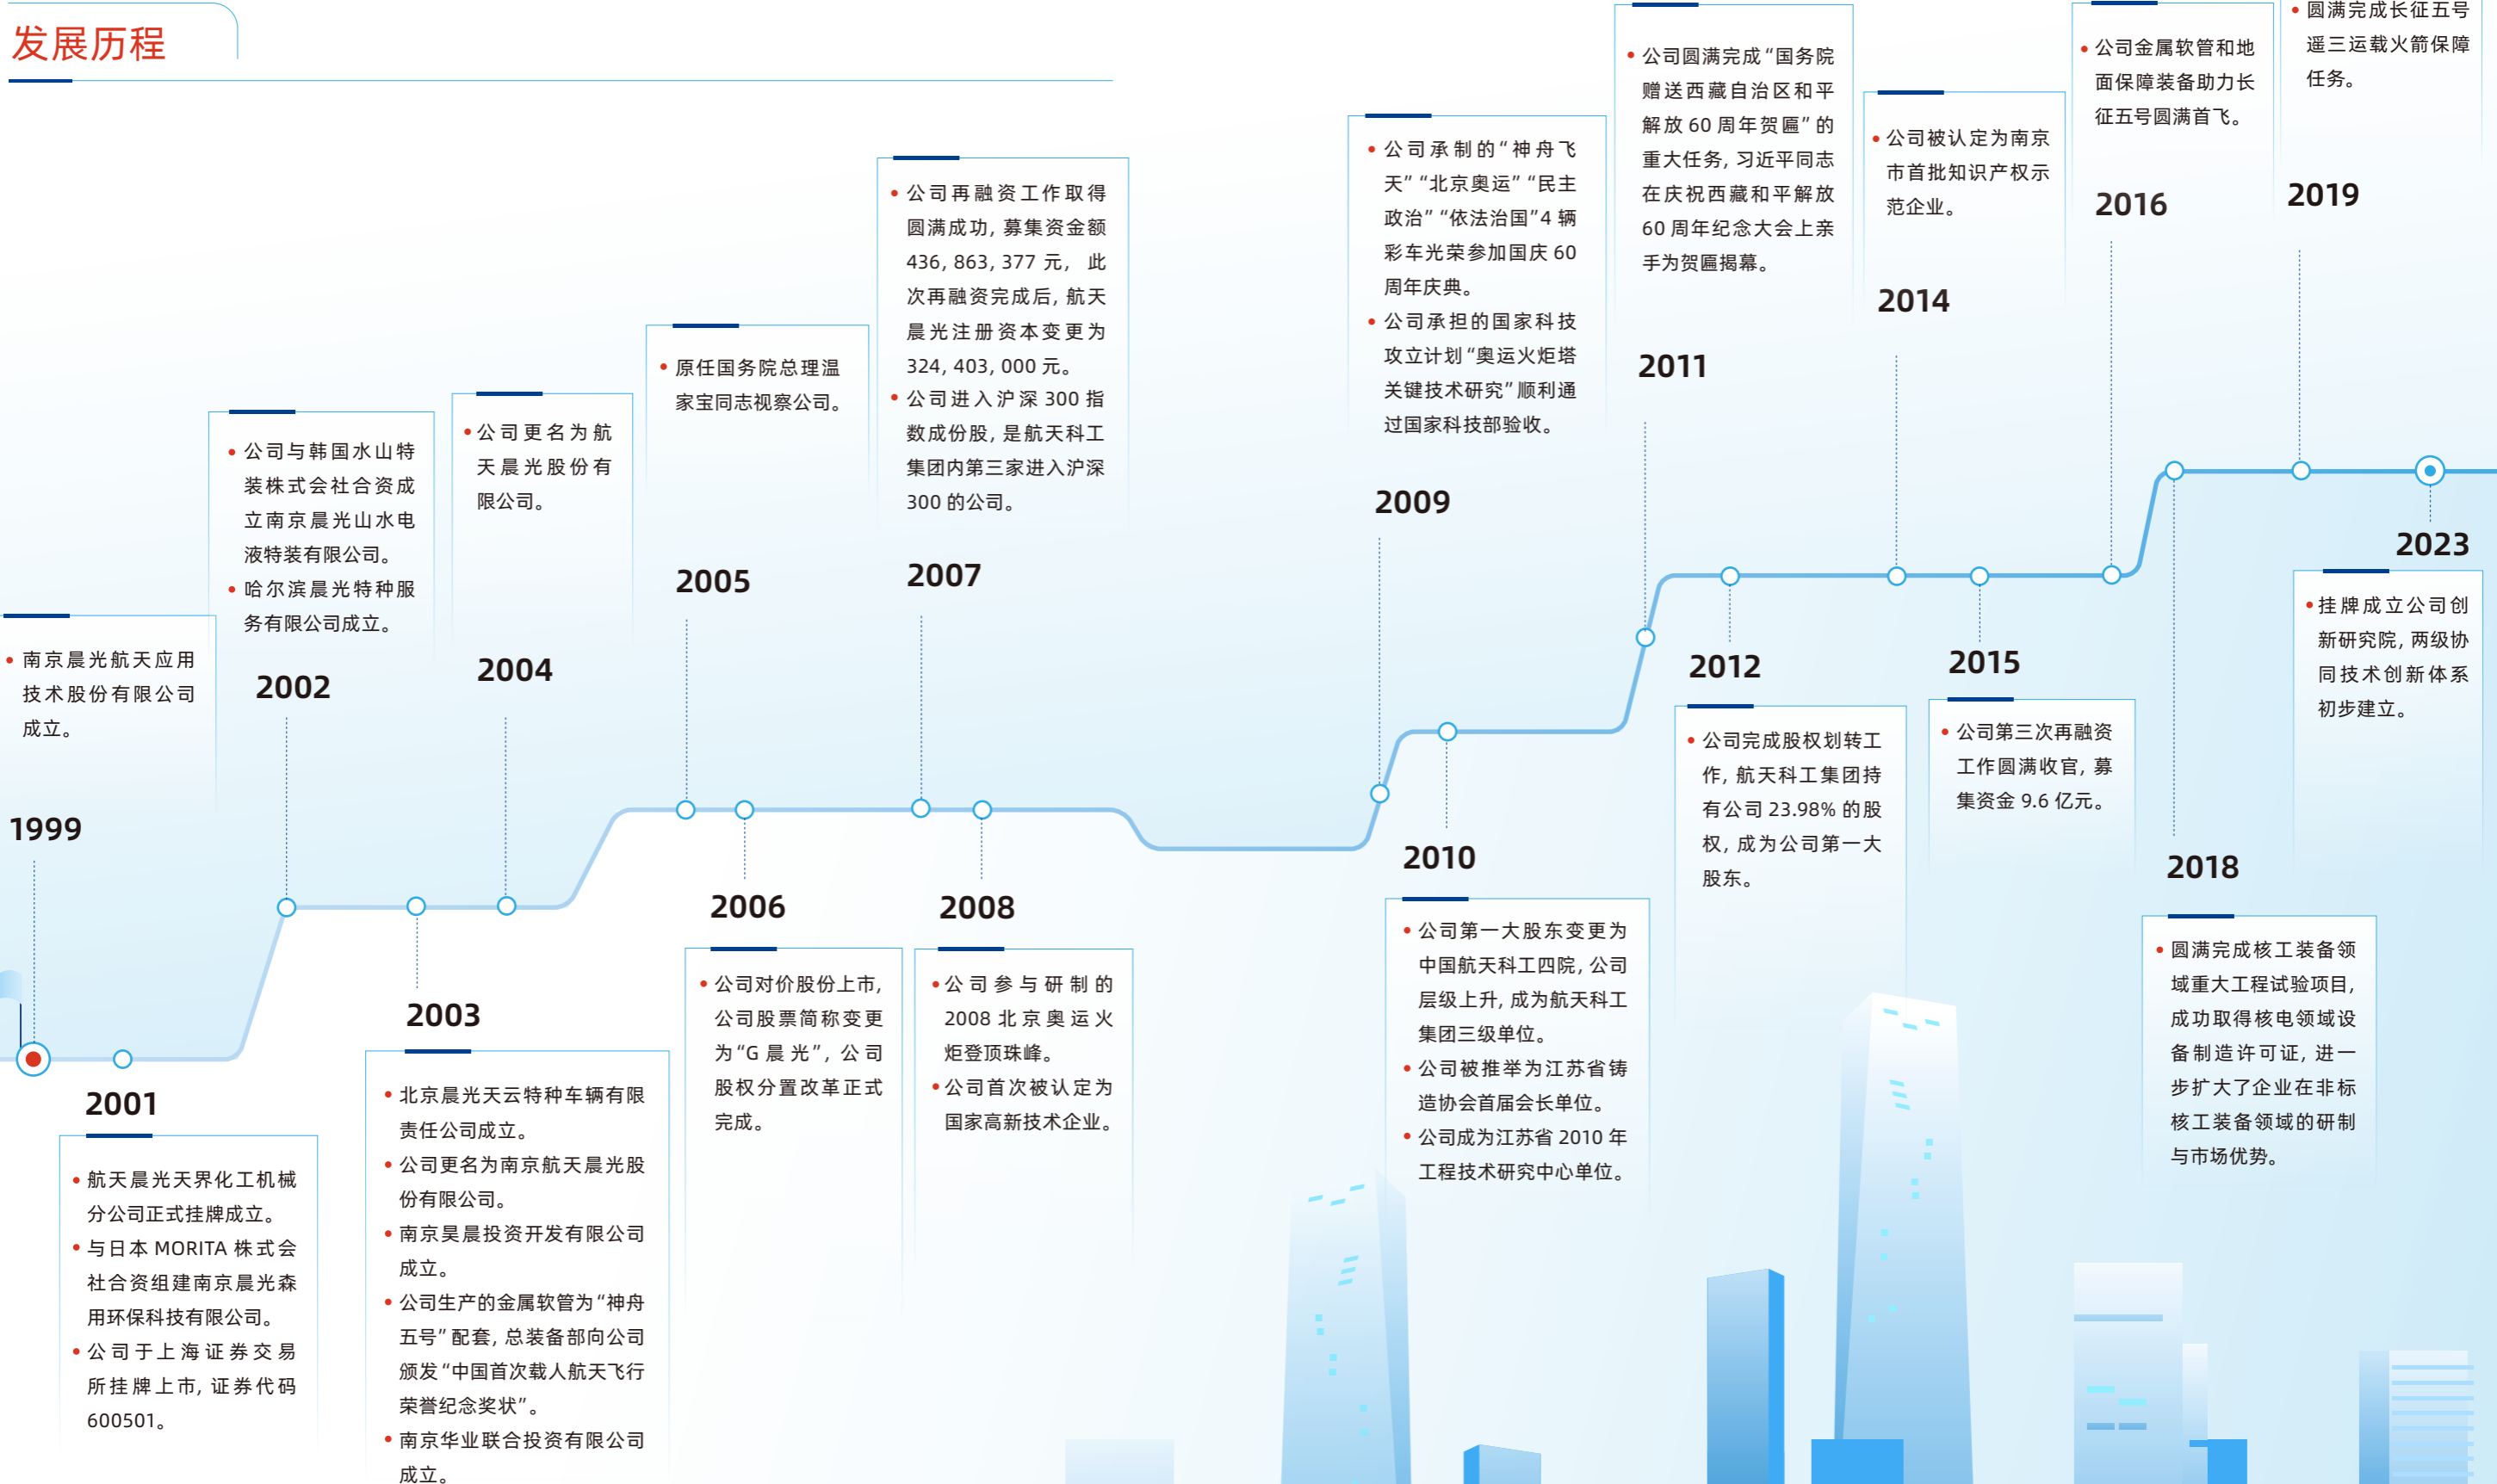 发展历程
南京晨光航天应用
技术股份有限公司
成立。
1999
2001
航天晨光天界化工机械
分公司正式挂牌成立。
与日本 MORITA 株式会
社合资组建南京晨光森
用环保科技有限公司。
公司于上海证券交易
所挂牌上市, 证券代码
600501。
公司与韩国水山特
装株式会社合资成
立南京晨光山水电
液特装有限公司。
哈尔滨晨光特种服
务有限公司成立。
2002
2003
北京晨光天云特种车辆有限
责任公司成立。
公司更名为南京航天晨光股
份有限公司。
南京昊晨投资开发有限公司
成立。
公司生产的金属软管为“神舟
五号” 配套, 总装备部向公司
颁发 “中国首次载人航天飞行
荣誉纪念奖状”。
南京华业联合投资有限公司
成立。
公司更名为航
天晨光股份有
限公司。
2004
原任国务院总理温
家宝同志视察公司。
2005
2006
公司对价股份上市,
公司股票简称变更
为“G 晨光”, 公司
股权分置改革正式
完成。
公司再融资工作取得
圆满成功, 募集资金额
436, 863, 377 元, 此
次再融资完成后, 航天
晨光注册资本变更为
324, 403, 000 元。
公司进入沪深 300 指
数成份股, 是航天科工
集团内第三家进入沪深
300 的公司。
2007
2008
公司参与研制的
2008 北京奥运火
炬登顶珠峰。
公司首次被认定为
国家高新技术企业。
公司承制的“神舟飞
天” “北京奥运” “民主
政治” “依法治国”4 辆
彩车光荣参加国庆 60
周年庆典。
公司承担的国家科技
攻立计划 “奥运火炬塔
关键技术研究” 顺利通
过国家科技部验收。
2009
2010
公司第一大股东变更为
中国航天科工四院, 公司
层级上升, 成为航天科工
集团三级单位。
公司被推举为江苏省铸
造协会首届会长单位。
公司成为江苏省 2010 年
工程技术研究中心单位。
公司圆满完成 “国务院
赠送西藏自治区和平
解放 60 周年贺匾” 的
重大任务, 习近平同志
在庆祝西藏和平解放
60 周年纪念大会上亲
手为贺匾揭幕。
2011
2012
公司完成股权划转工
作, 航天科工集团持
有公司 23.98% 的股
权, 成为公司第一大
股东。
公司被认定为南京
市首批知识产权示
范企业。
2014
2015
公司第三次再融资
工作圆满收官, 募
集资金 9.6 亿元。
公司金属软管和地
面保障装备助力长
征五号圆满首飞。
2016
2018
圆满完成核工装备领
域重大工程试验项目,
成功取得核电领域设
备制造许可证, 进一
步扩大了企业在非标
核工装备领域的研制
与市场优势。
圆满完成长征五号
遥三运载火箭保障
任务。
2019
2023
挂牌成立公司创
新研究院, 两级协
同技术创新体系
初步建立。